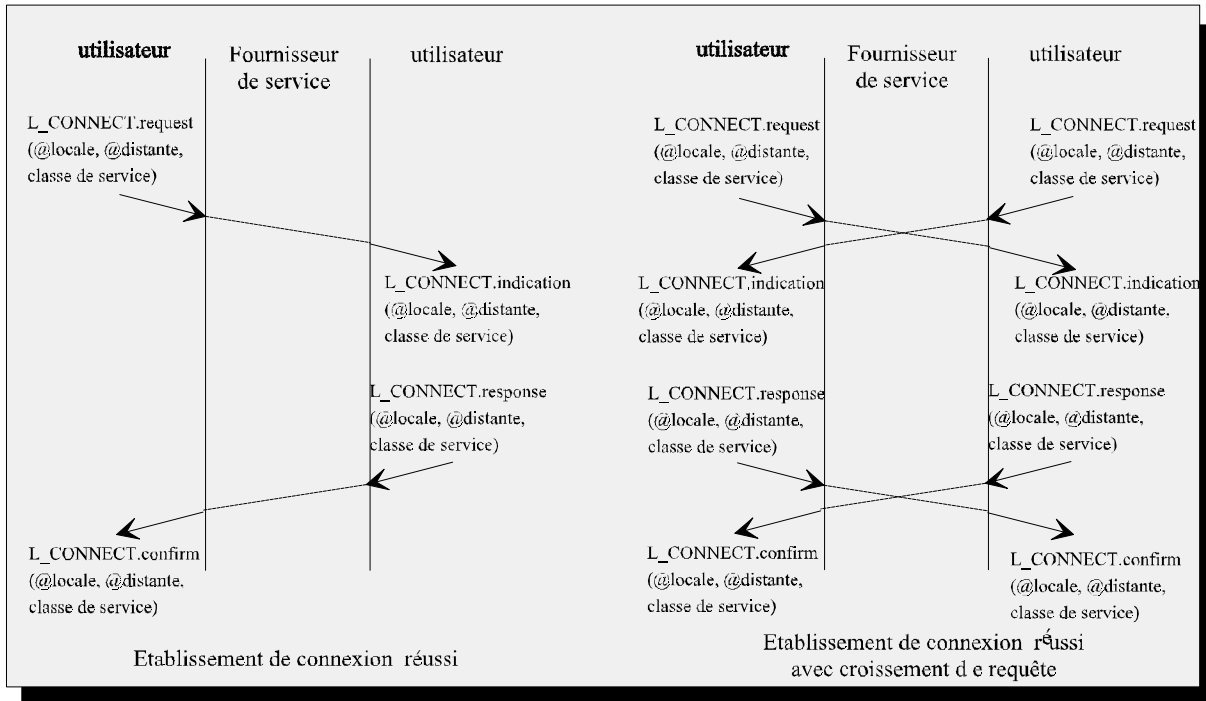 utilisateur
Fournisseur
de service
utilisateur
L_CONNECT.request
(@locale, @distante,
classe de service)
L_CONNECT.indication
(@locale, @distante,
classe de service)
L_CONNECT.response
(@locale, @distante,
classe de service)
L_CONNECT.confirm
(@locale, @distante,
classe de service)
Etablissement de connexion réussi
utilisateur
Fournisseur
de service
utilisateur
L_CONNECT.request
(@locale, @distante,
classe de service)
L_CONNECT.request
(@locale, @distante,
classe de service)
L_CONNECT.indication
(@locale, @distante,
classe de service)
L_CONNECT.indication
(@locale, @distante,
classe de service)
L_CONNECT.response
(@locale, @distante,
classe de service)
L_CONNECT.response
(@locale, @distante,
classe de service)
L_CONNECT.confirm
(@locale, @distante,
classe de service)
L_CONNECT.confirm
(@locale, @distante,
classe de service)
Etablissement de connexion réussi
avec croissement d e requête